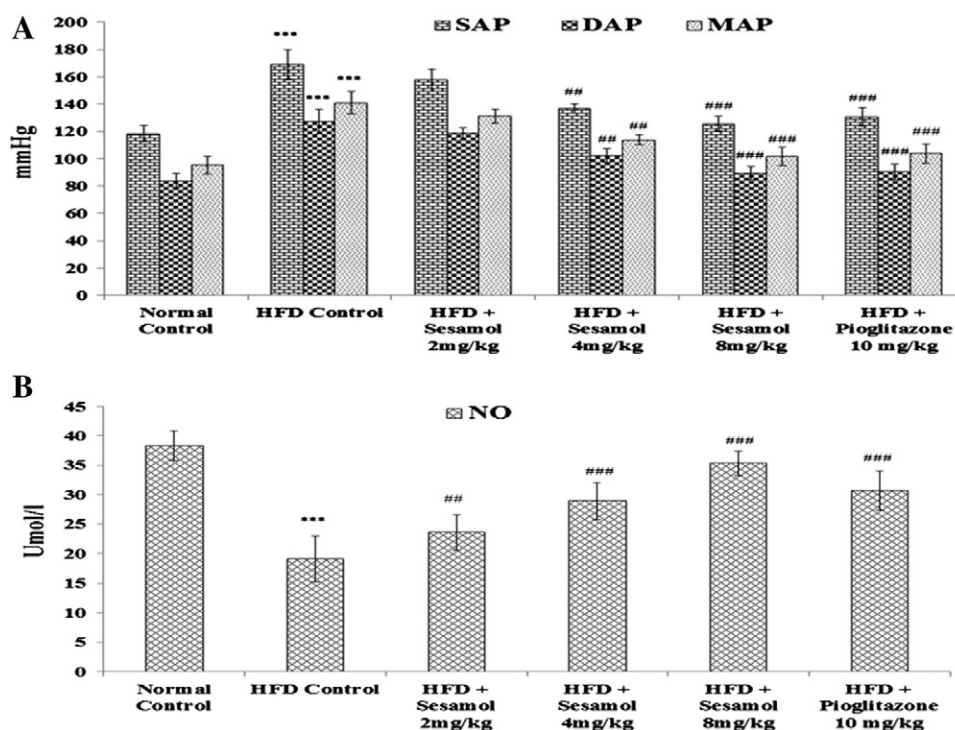 A
SAP DAP MAP
mmHg
200
180
160
140
120
100
80
60
40
20
0
*** *** ***
## ## ##
### ### ###
### ### ###
Normal Control
HFD Control
HFD + Sesamol 2mg/kg
HFD + Sesamol 4mg/kg
HFD + Sesamol 8mg/kg
HFD + Pioglitazone 10 mg/kg
B
NO
Umol/l
45
40
35
30
25
20
15
10
5
0
***
##
###
###
###
Normal Control
HFD Control
HFD + Sesamol 2mg/kg
HFD + Sesamol 4mg/kg
HFD + Sesamol 8mg/kg
HFD + Pioglitazone 10 mg/kg